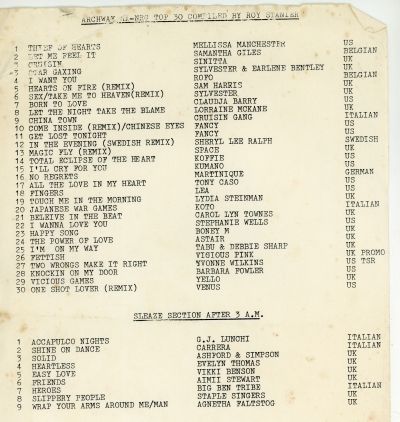 ARCHWAY HI-NRG TOP 30 COMPILED BY ROY STANIER
1 THIEF OF HEARTS MELLISSA MANCHESTER US
2 LET ME FEEL IT SAMANTHA GILES BELGIAN
CRUISIN SINITTA UK
3 STAR GAXING SYLVESTER & EARLENE BENTLEY UK
4 I WANT YOU ROFO BELGIAN
5 HEARTS ON FIRE (REMIX) SAM HARRIS UK
6 SEX/TAKE ME TO HEAVEN(REMIX) SYLVESTER UK
7 BORN TO LOVE CLAUDJA BARRY US
8 LET THE NIGHT TAKE THE BLAME LORRAINE MCKANE UK
9 CHINA TOWN CRUISIN GANG ITALIAN
10 COME INSIDE (REMIX)/CHINESE EYES FANCY US
11 GET LOST TONIGHT FANCY US
12 IN THE EVENING (SWEDISH REMIX) SHERYL LEE RALPH SWEDISH
13 MAGIC FLY (REMIX) SPACE UK
14 TOTAL ECLIPSE OF THE HEART KOFFIE US
15 I'LL CRY FOR YOU KUMANO US
16 NO REGRETS MARTINIQUE GERMAN
17 ALL THE LOVE IN MY HEART TONY CASO US
18 FINGERS LEA US
19 TOUCH ME IN THE MORNING LYDIA STEINMAN UK
20 JAPANESE WAR GAMES KOTO ITALIAN
21 BELEIVE IN THE BEAT CAROL LYN TOWNES UK
22 I WANNA LOVE YOU STEPHANIE WELLS US
23 HAPPY SONG BONEY M UK
24 THE POWER OF LOVE ASTAIR UK
25 I'M ON MY WAY TABU & DEBBIE SHARP UK
26 FETTISH VICIOUS PINK UK PROMO
27 TWO WRONGS MAKE IT RIGHT YVONNE WILKINS US TSR
28 KNOCKIN ON MY DOOR BARBARA FOWLER US
29 VICIOUS GAMES YELLO UK
30 ONE SHOT LOVER (REMIX) VENUS US
SLEAZE SECTION AFTER 3 A.M.
1 ACCAPULCO NIGHTS G.J. LUNCHI ITALIAN
2 SHINE ON DANCE CARRERA ITALIAN
3 SOLID ASHFORD & SIMPSON UK
4 HEARTLESS EVELYN THOMAS UK
5 EASY LOVE VIKKI BENSON UK
6 FRIENDS AIMII STEWART UK
7 HEROES BIG BEN TRIBE ITALIAN
8 SLIPPERY PEOPLE STAPLE SINGERS UK
9 WRAP YOUR ARMS AROUND ME/MAN AGNETHA FALTSTOG UK